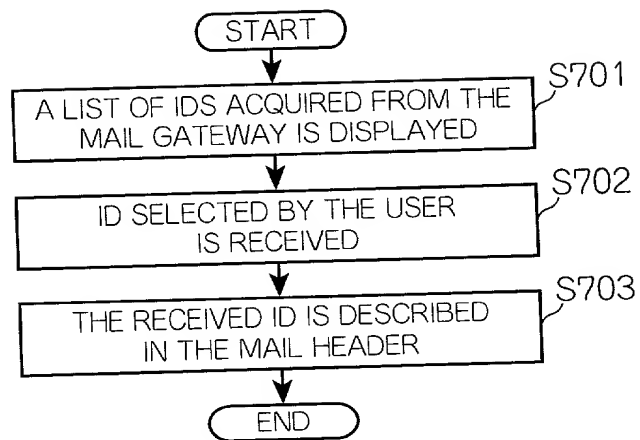 START
S701
A LIST OF IDS ACQUIRED FROM THE
MAIL GATEWAY IS DISPLAYED
S702
ID SELECTED BY THE USER
IS RECEIVED
S703
THE RECEIVED ID IS DESCRIBED
IN THE MAIL HEADER
END